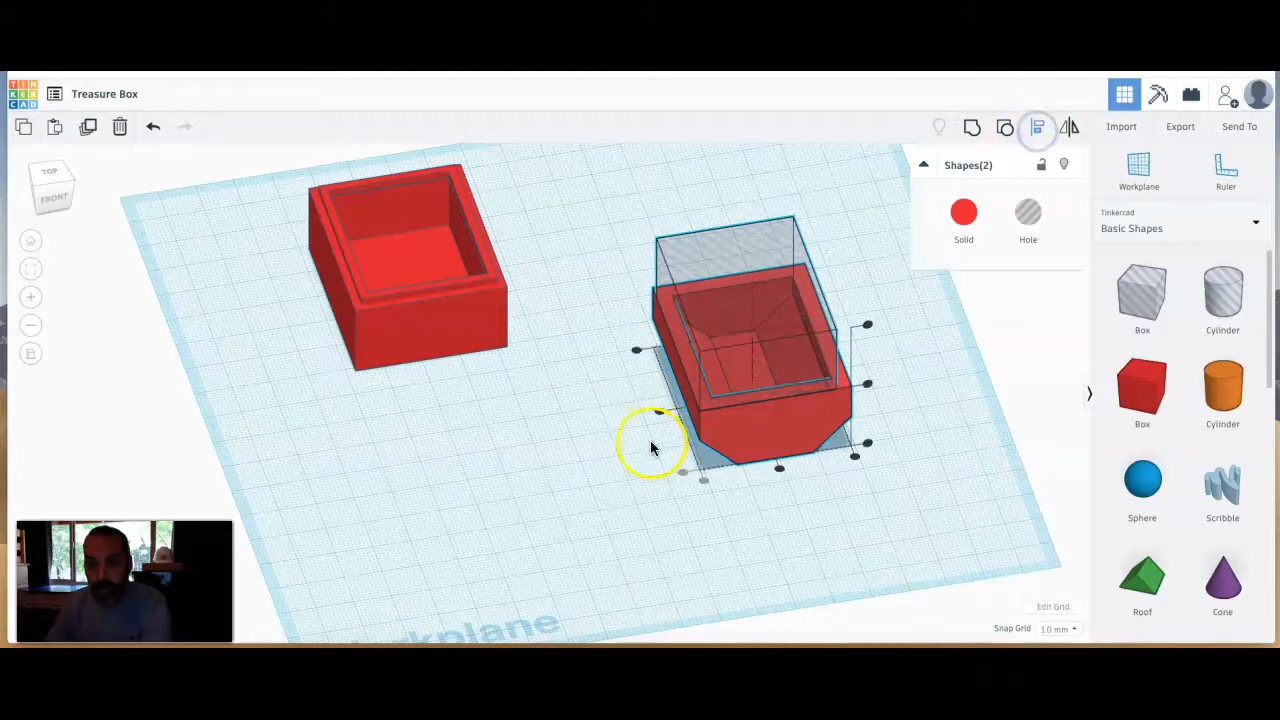 TIN
KER
CAD
Treasure Box
Import
Export
Send To
TOP
FRONT
Shapes(2)
Solid
Hole
Workplane
Ruler
Tinkercad
Basic Shapes
Box
Cylinder
Box
Cylinder
Sphere
Scribble
Roof
Cone
Edit Grid
Snap Grid
1.0 mm
rkplane